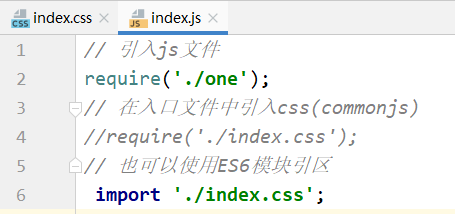 index.css
index.js
1 // 引入js文件
2 require('./one');
3 // 在入口文件中引入css(commonjs)
4 //require('./index.css');
5 // 也可以使用ES6模块引区
6 import './index.css';